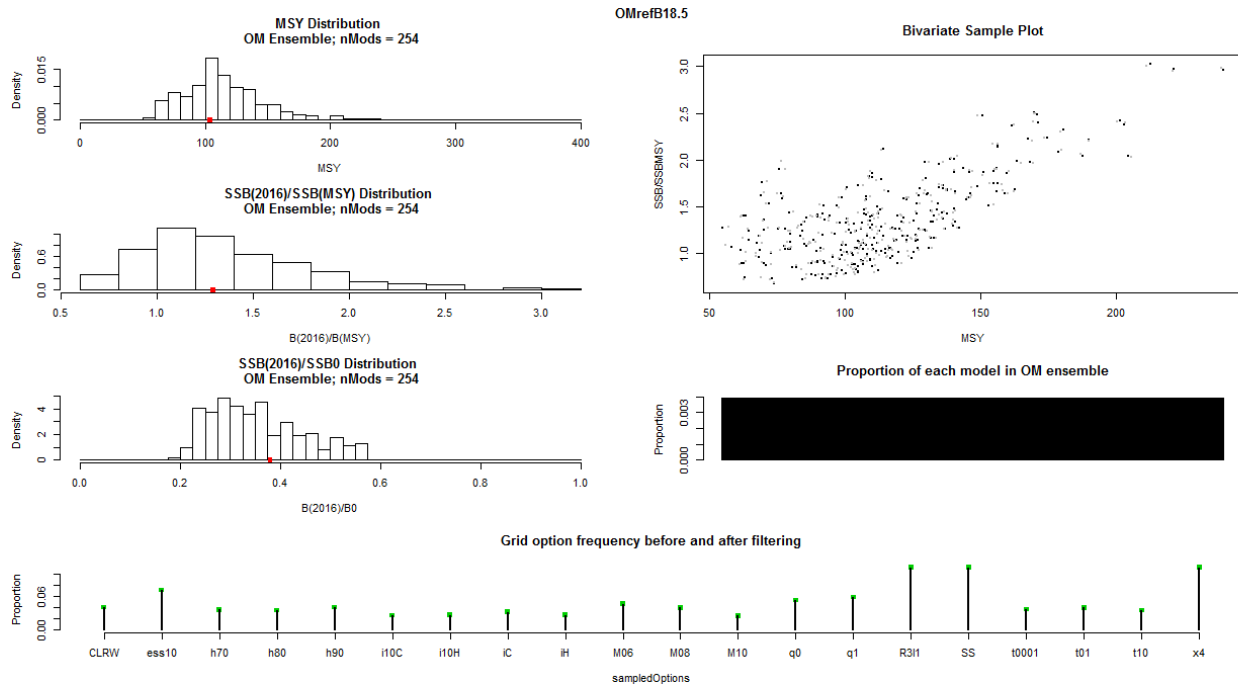 OMrefB18.5
MSY Distribution
OM Ensemble; nMods = 254
Density
0.015
0.000
0 100 200 300 400
MSY
SSB(2016)/SSB(MSY) Distribution
OM Ensemble; nMods = 254
Density
0.6
0.0
0.5 1.0 1.5 2.0 2.5 3.0
B(2016)/B(MSY)
SSB(2016)/SSB0 Distribution
OM Ensemble; nMods = 254
Density
4
2
0
0.0 0.2 0.4 0.6 0.8 1.0
B(2016)/B0
Bivariate Sample Plot
SSB/SSBMSY
3.0
2.5
2.0
1.5
1.0
50 100 150 200
MSY
Proportion of each model in OM ensemble
Proportion
0.003
0.000
Grid option frequency before and after filtering
Proportion
0.06
0.00
CLRW ess10 h70 h80 h90 i10C i10H iC iH M06 M08 M10 q0 q1 R3I1 SS t0001 t01 t10 x4
sampledOptions